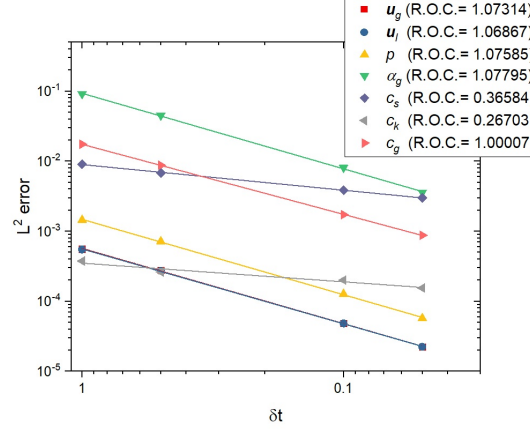 u_g (R.O.C.= 1.07314)
u_l (R.O.C.= 1.06867)
p (R.O.C.= 1.07585)
α_g (R.O.C.= 1.07795)
c_s (R.O.C.= 0.36584)
c_k (R.O.C.= 0.26703)
c_g (R.O.C.= 1.00007)
L² error
10⁻¹
10⁻²
10⁻³
10⁻⁴
10⁻⁵
1
0.1
δt